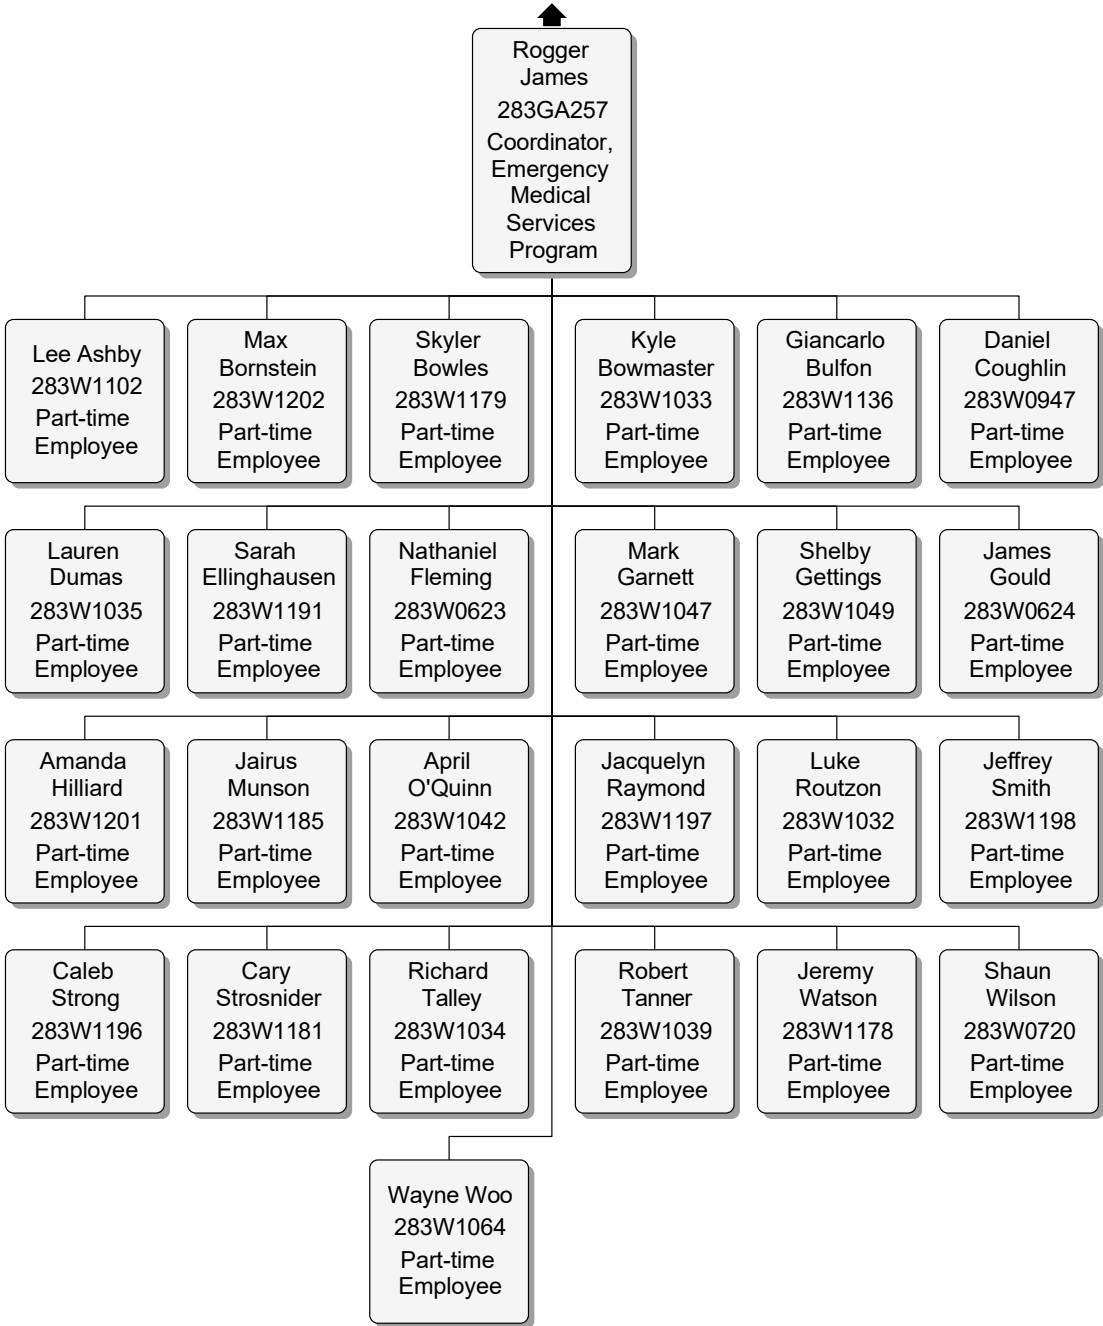 Rogger
James
283GA257
Coordinator,
Emergency
Medical
Services
Program
Lee Ashby
283W1102
Part-time
Employee
Max
Bornstein
283W1202
Part-time
Employee
Skyler
Bowles
283W1179
Part-time
Employee
Kyle
Bowmaster
283W1033
Part-time
Employee
Giancarlo
Bulfon
283W1136
Part-time
Employee
Daniel
Coughlin
283W0947
Part-time
Employee
Lauren
Dumas
283W1035
Part-time
Employee
Sarah
Ellinghausen
283W1191
Part-time
Employee
Nathaniel
Fleming
283W0623
Part-time
Employee
Mark
Garnett
283W1047
Part-time
Employee
Shelby
Gettings
283W1049
Part-time
Employee
James
Gould
283W0624
Part-time
Employee
Amanda
Hilliard
283W1201
Part-time
Employee
Jairus
Munson
283W1185
Part-time
Employee
April
O'Quinn
283W1042
Part-time
Employee
Jacquelyn
Raymond
283W1197
Part-time
Employee
Luke
Routzon
283W1032
Part-time
Employee
Jeffrey
Smith
283W1198
Part-time
Employee
Caleb
Strong
283W1196
Part-time
Employee
Cary
Strosnider
283W1181
Part-time
Employee
Richard
Talley
283W1034
Part-time
Employee
Robert
Tanner
283W1039
Part-time
Employee
Jeremy
Watson
283W1178
Part-time
Employee
Shaun
Wilson
283W0720
Part-time
Employee
Wayne Woo
283W1064
Part-time
Employee